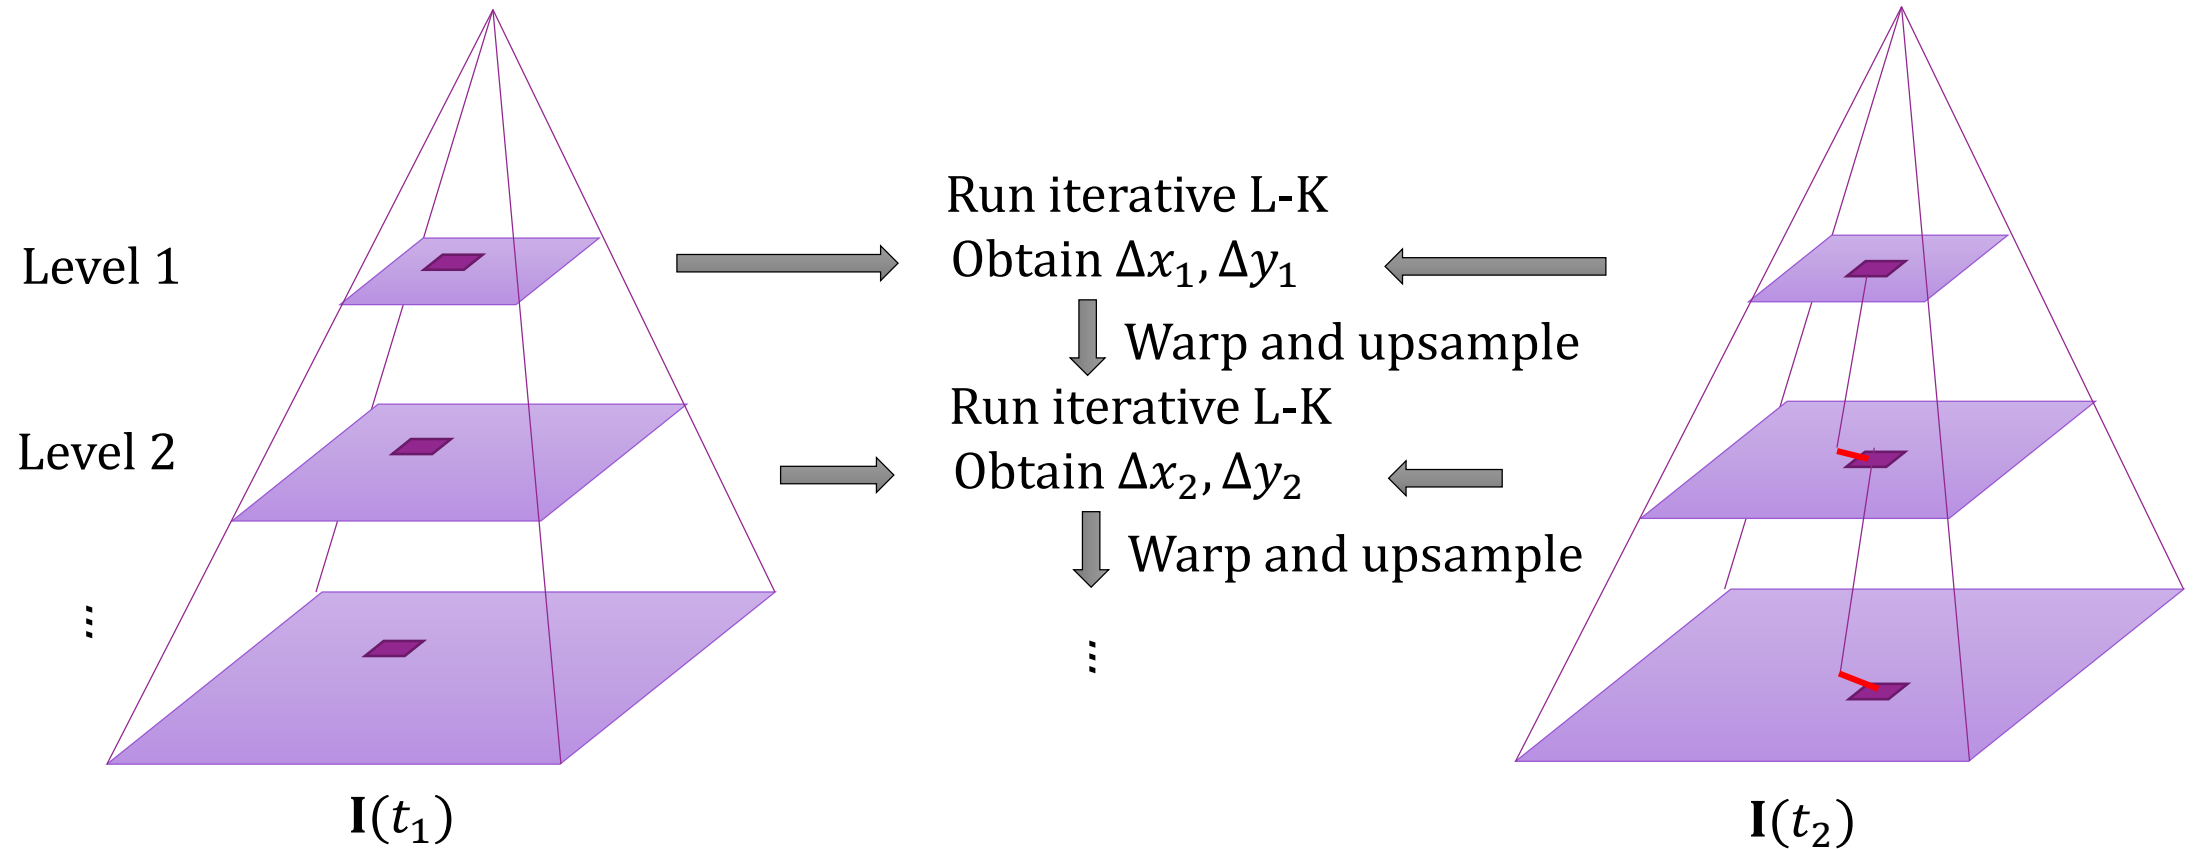 Run iterative L-K
Level 1
Obtain Δx₁, Δy₁
Warp and upsample
Run iterative L-K
Level 2
Obtain Δx₂, Δy₂
Warp and upsample
...
...
I(t₁)
I(t₂)